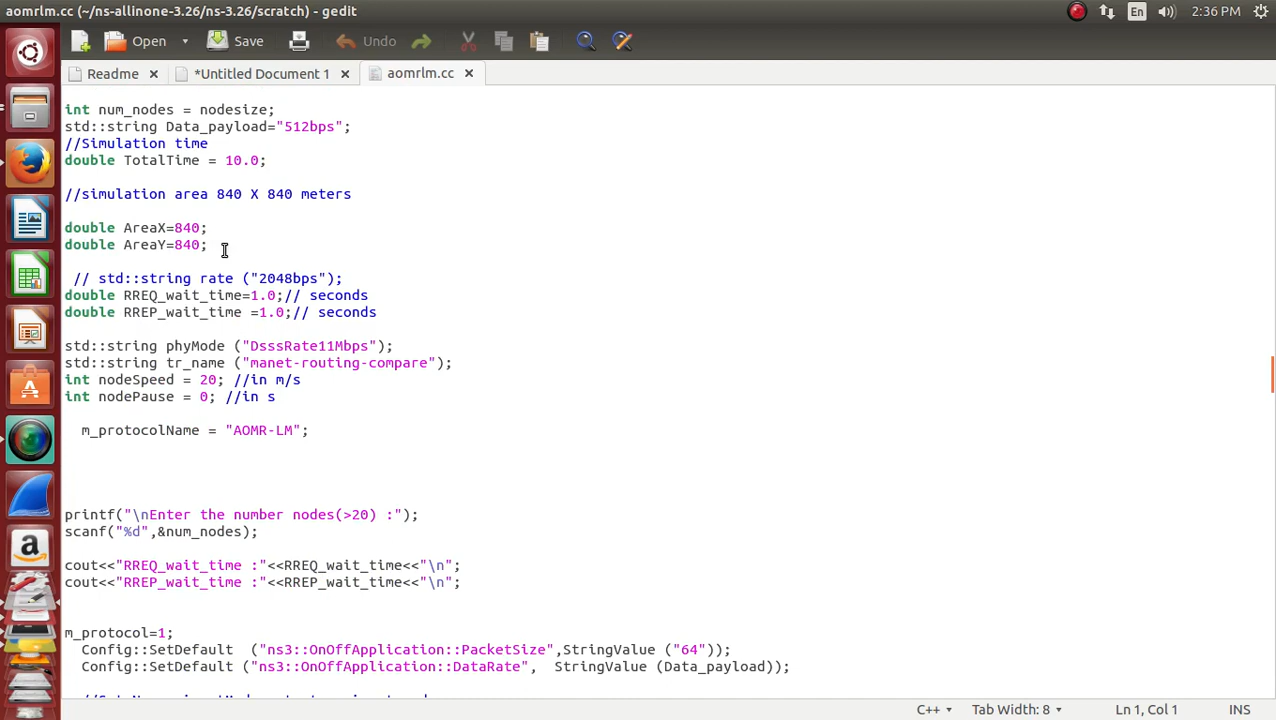 aomrlm.cc (~/ns-allinone-3.26/ns-3.26/scratch) - gedit
En
2:36 PM
Open
Save
Undo
Readme
*Untitled Document 1
aomrlm.cc
int num_nodes = nodesize;
std::string Data_payload="512bps";
//Simulation time
double TotalTime = 10.0;
//simulation area 840 X 840 meters
double AreaX=840;
double AreaY=840;
// std::string rate ("2048bps");
double RREQ_wait_time=1.0;// seconds
double RREP_wait_time =1.0;// seconds
std::string phyMode ("DsssRate11Mbps");
std::string tr_name ("manet-routing-compare");
int nodeSpeed = 20; //in m/s
int nodePause = 0; //in s
m_protocolName = "AOMR-LM";
printf("\nEnter the number nodes(>20) :");
scanf("%d",&num_nodes);
cout<<"RREQ_wait_time :"<<RREQ_wait_time<<"\n";
cout<<"RREP_wait_time :"<<RREP_wait_time<<"\n";
m_protocol=1;
Config::SetDefault  ("ns3::OnOffApplication::PacketSize",StringValue ("64"));
Config::SetDefault ("ns3::OnOffApplication::DataRate",  StringValue (Data_payload));
C++
Tab Width: 8
Ln 1, Col 1
INS